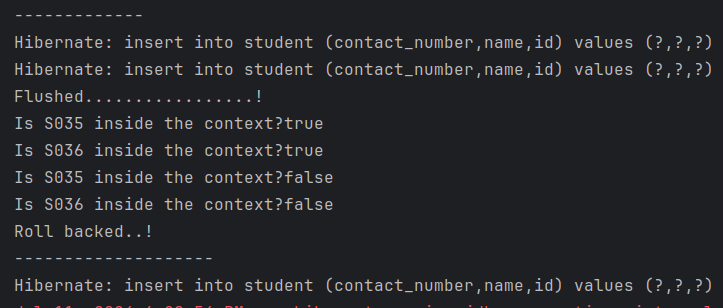 -------------
Hibernate: insert into student (contact_number,name,id) values (?,?,?)
Hibernate: insert into student (contact_number,name,id) values (?,?,?)
Flushed.................!
Is S035 inside the context?true
Is S036 inside the context?true
Is S035 inside the context?false
Is S036 inside the context?false
Roll backed..!
--------------------
Hibernate: insert into student (contact_number,name,id) values (?,?,?)